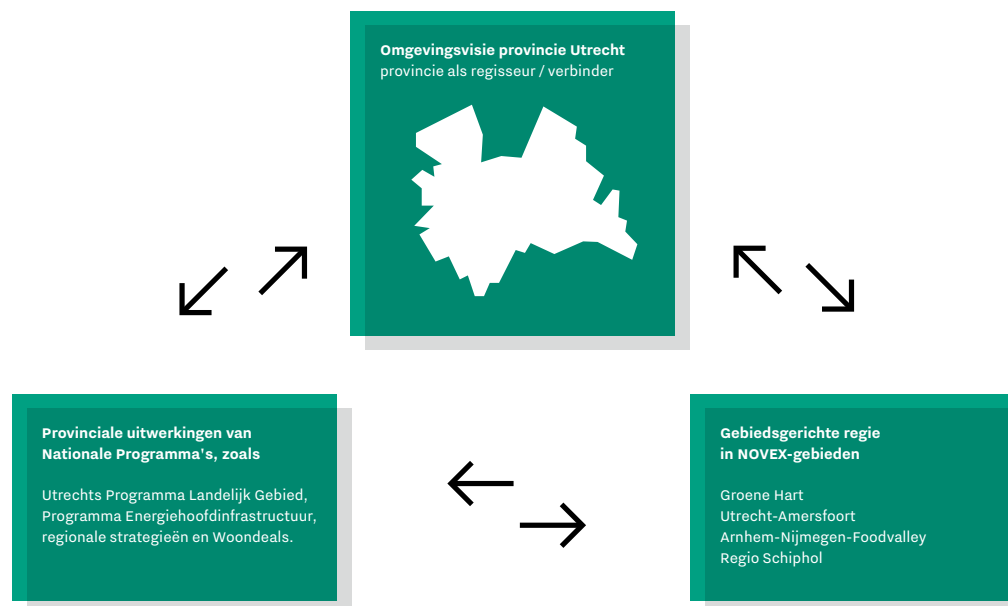 Omgevingsvisie provincie Utrecht
provincie als regisseur / verbinder
Provinciale uitwerkingen van
Nationale Programma's, zoals
Utrechts Programma Landelijk Gebied,
Programma Energiehoofdinfrastructuur,
regionale strategieën en Woondeals.
Gebiedsgerichte regie
in NOVEX-gebieden
Groene Hart
Utrecht-Amersfoort
Arnhem-Nijmegen-Foodvalley
Regio Schiphol